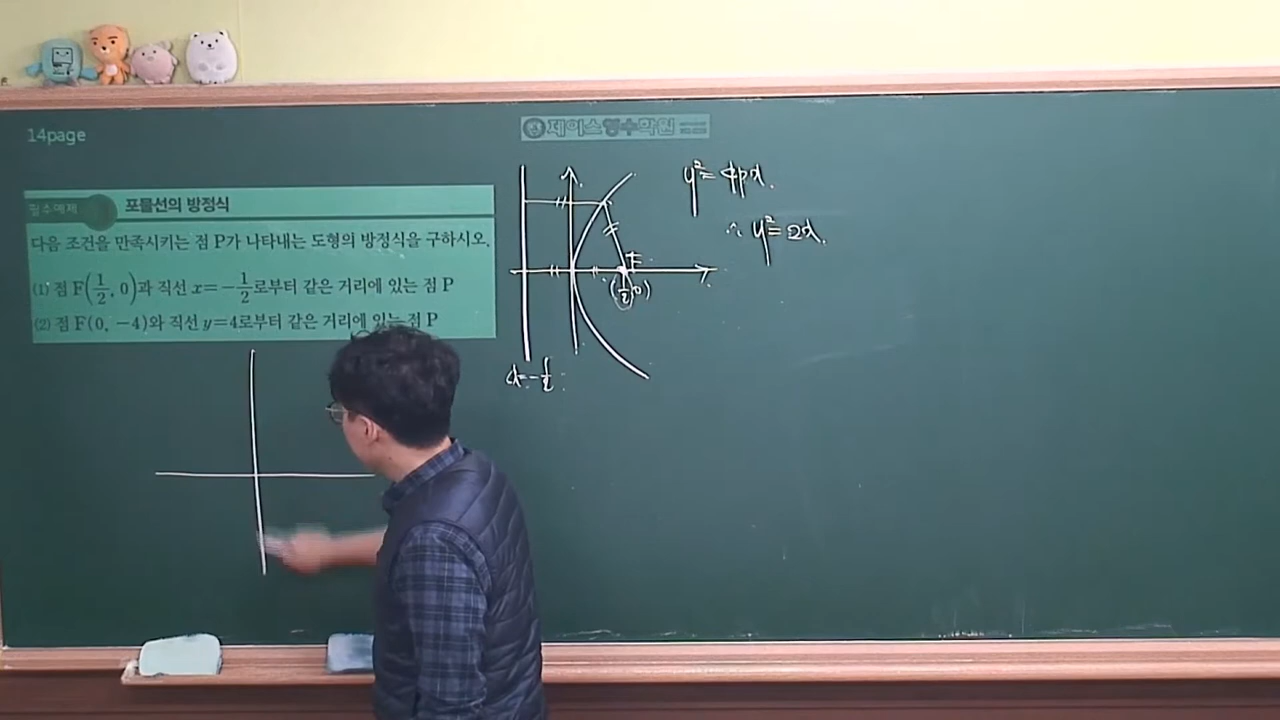 14page
제이스영수학원
필수예제 포물선의 방정식
다음 조건을 만족시키는 점 P가 나타내는 도형의 방정식을 구하시오.
(1) 점 F(1/2, 0)과 직선 x=-1/2로부터 같은 거리에 있는 점 P
(2) 점 F(0, -4)와 직선 y=4로부터 같은 거리에 있는 점 P
y²=4px.
∴ y²=2x.
F
(1/2, 0)
x=-1/2